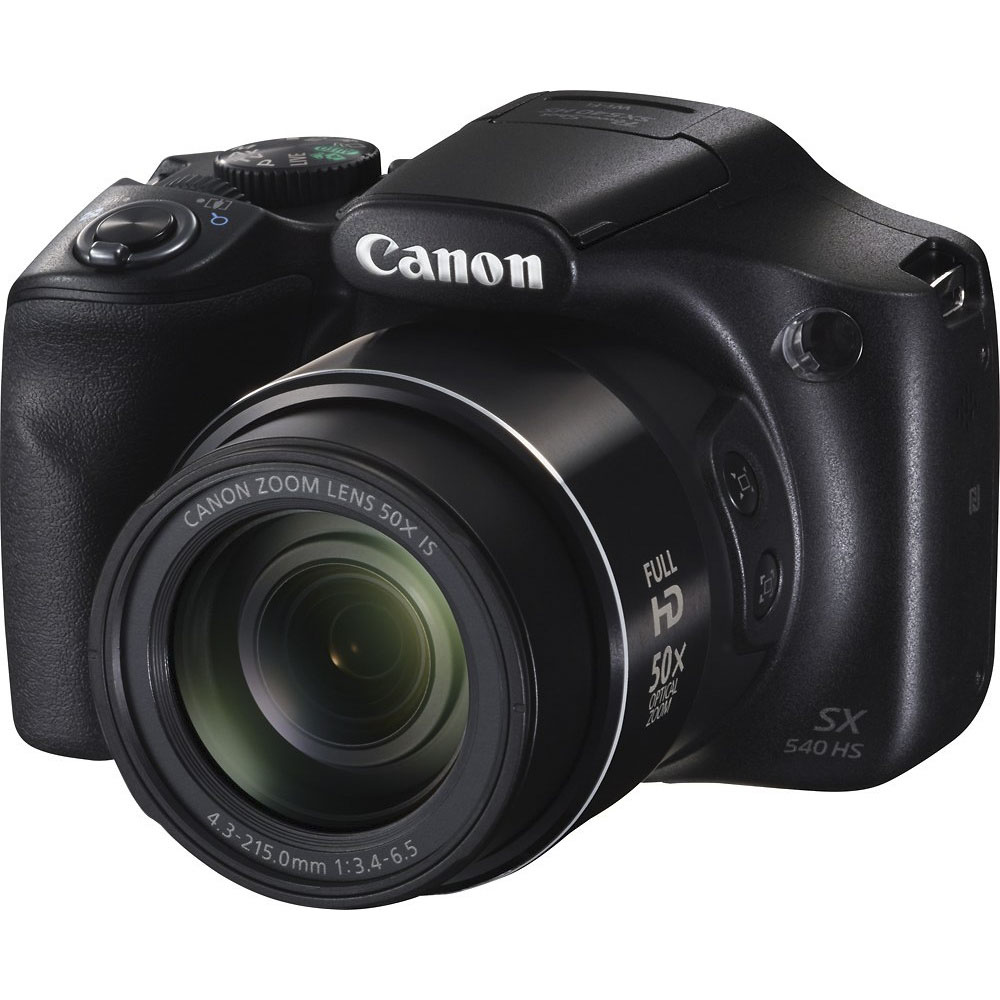 LIVE
P
Canon
CANON ZOOM LENS 50X IS
FULL
HD
50x
OPTICAL
ZOOM
SX
540 HS
4.3-215.0mm 1:3.4-6.5